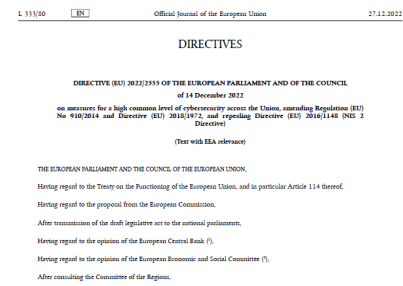 L 333/80 EN Official Journal of the European Union 27.12.2022
DIRECTIVES
DIRECTIVE (EU) 2022/2555 OF THE EUROPEAN PARLIAMENT AND OF THE COUNCIL
of 14 December 2022
on measures for a high common level of cybersecurity across the Union, amending Regulation (EU)
No 910/2014 and Directive (EU) 2018/1972, and repealing Directive (EU) 2016/1148 (NIS 2
Directive)
(Text with EEA relevance)
THE EUROPEAN PARLIAMENT AND THE COUNCIL OF THE EUROPEAN UNION,
Having regard to the Treaty on the Functioning of the European Union, and in particular Article 114 thereof,
Having regard to the proposal from the European Commission,
After transmission of the draft legislative act to the national parliaments,
Having regard to the opinion of the European Central Bank (¹),
Having regard to the opinion of the European Economic and Social Committee (²),
After consulting the Committee of the Regions,